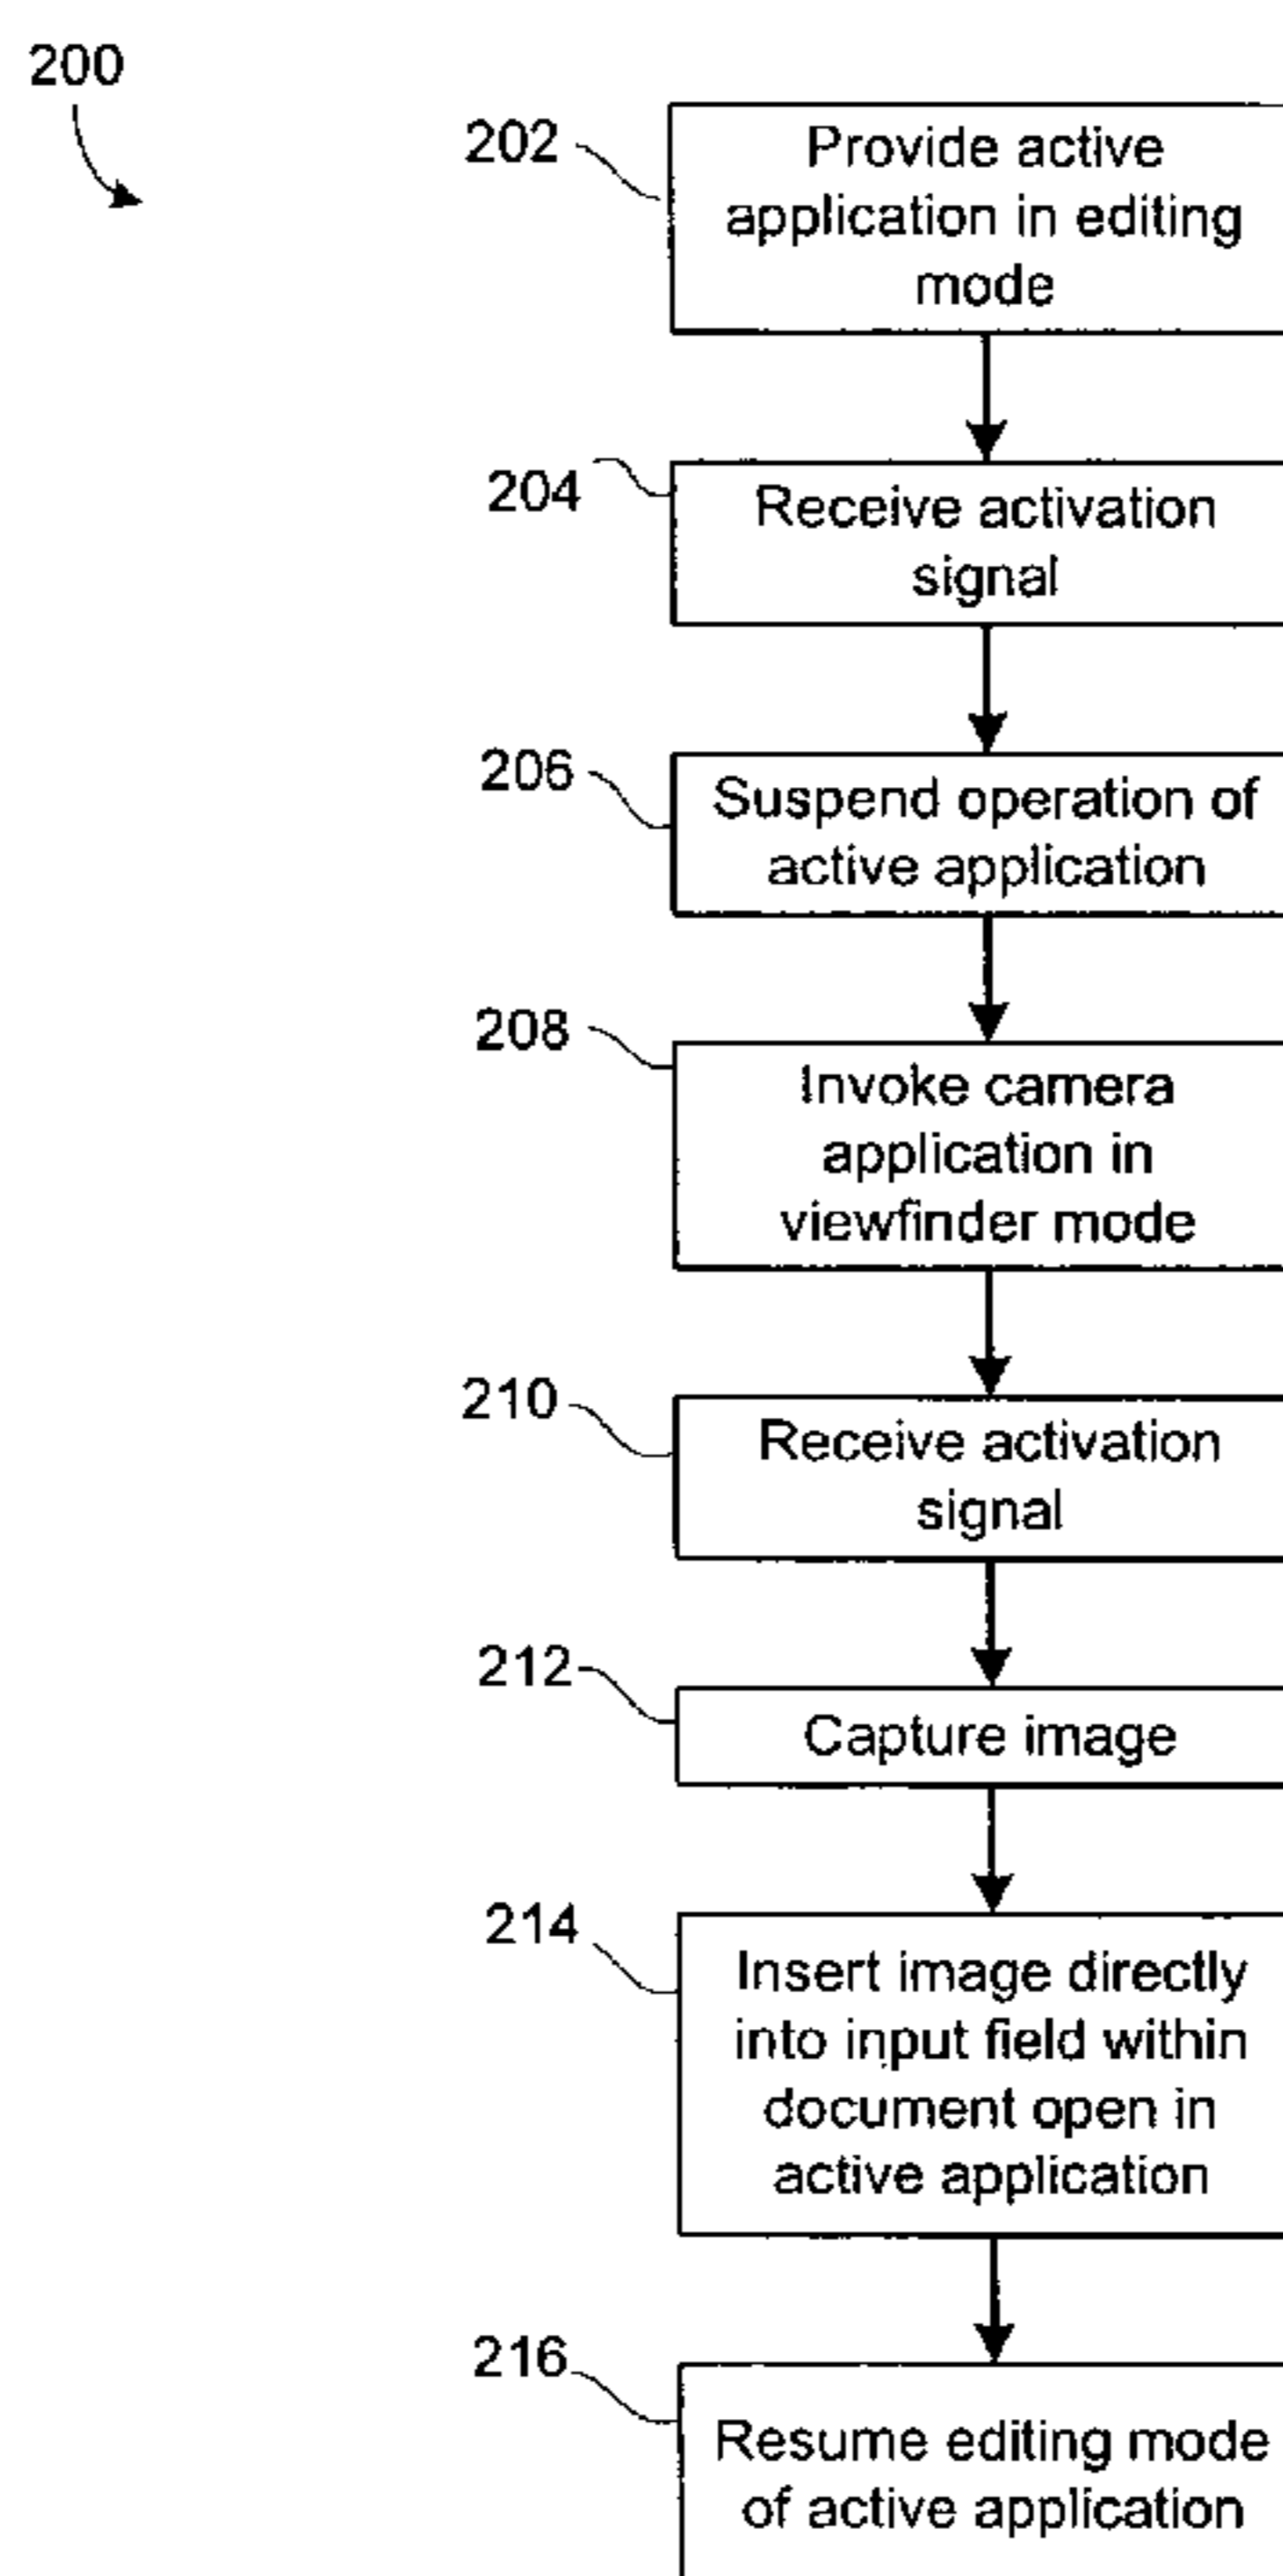 200
202
Provide active
application in editing
mode
204
Receive activation
signal
206
Suspend operation of
active application
208
Invoke camera
application in
viewfinder mode
210
Receive activation
signal
212
Capture image
214
Insert image directly
into input field within
document open in
active application
216
Resume editing mode
of active application